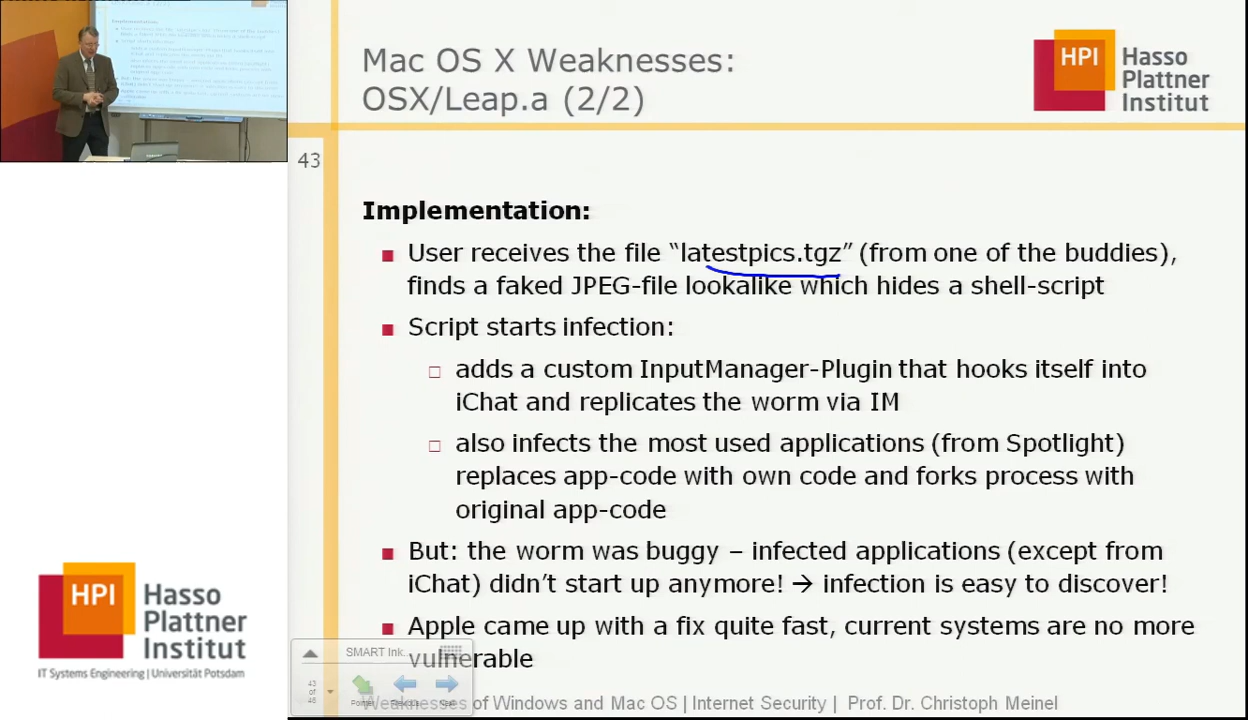 Mac OS X Weaknesses:
OSX/Leap.a (2/2)
HPI
Hasso
Plattner
Institut
43
Implementation:
User receives the file “latestpics.tgz” (from one of the buddies),
finds a faked JPEG-file lookalike which hides a shell-script
Script starts infection:
adds a custom InputManager-Plugin that hooks itself into
iChat and replicates the worm via IM
also infects the most used applications (from Spotlight)
replaces app-code with own code and forks process with
original app-code
But: the worm was buggy – infected applications (except from
iChat) didn’t start up anymore! → infection is easy to discover!
Apple came up with a fix quite fast, current systems are no more
vulnerable
Weaknesses of Windows and Mac OS | Internet Security | Prof. Dr. Christoph Meinel
SMART Ink...
43
of
46
HPI
Hasso
Plattner
Institut
IT Systems Engineering | Universität Potsdam
Implementation: